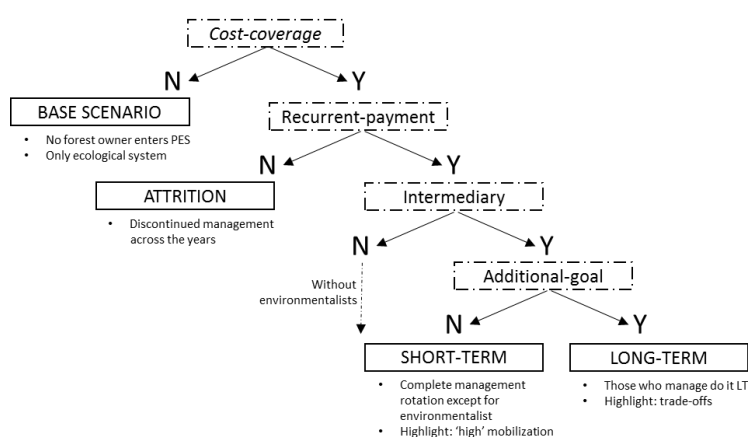 Cost-coverage
N
Y
BASE SCENARIO
Recurrent-payment
• No forest owner enters PES
• Only ecological system
N
Y
ATTRITION
Intermediary
• Discontinued management
across the years
N
Y
Without
environmentalists
Additional-goal
N
Y
SHORT-TERM
LONG-TERM
• Complete management
rotation except for
environmentalist
• Highlight: ‘high’ mobilization
• Those who manage do it LT
• Highlight: trade-offs